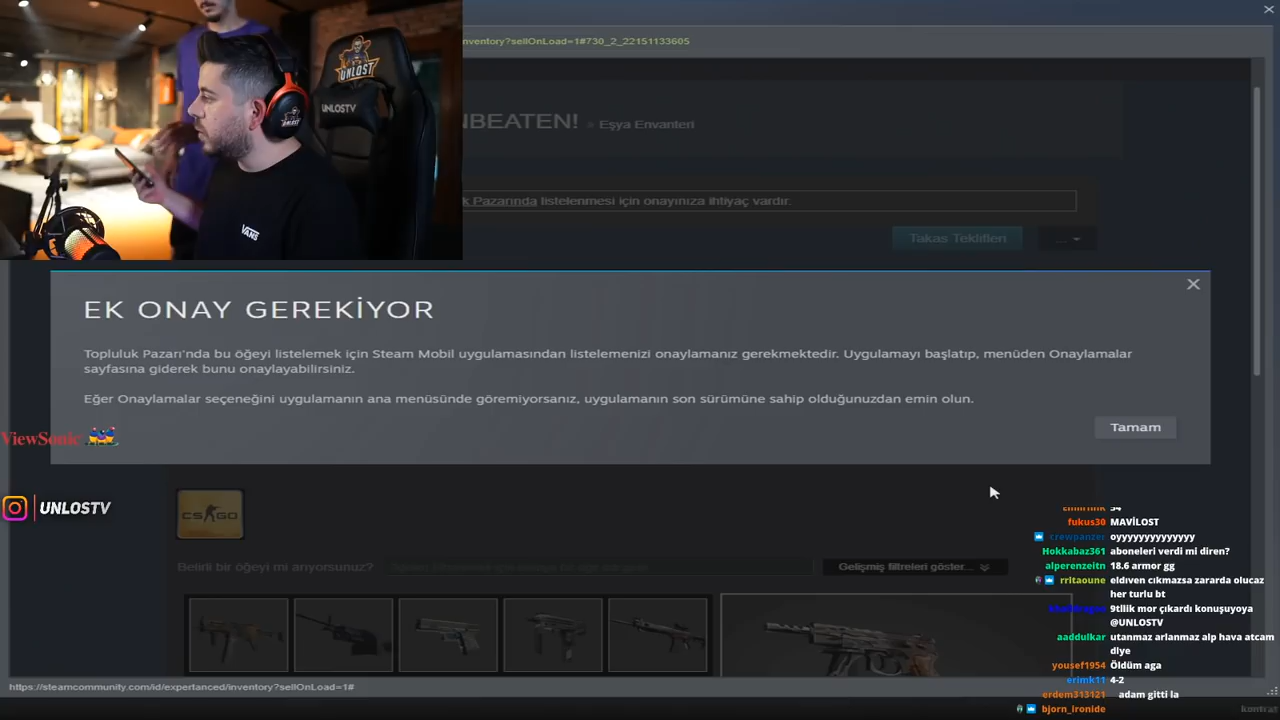 nventory?sellOnLoad=1#730_2_22151133605
UNLOST
UNLOSTV
NBEATEN! » Eşya Envanteri
VANS
k Pazarında listelenmesi için onayınıza ihtiyaç vardır.
Takas Teklifleri
...
EK ONAY GEREKİYOR
Topluluk Pazarı'nda bu öğeyi listelemek için Steam Mobil uygulamasından listelemenizi onaylamanız gerekmektedir. Uygulamayı başlatıp, menüden Onaylamalar
sayfasına giderek bunu onaylayabilirsiniz.
Eğer Onaylamalar seçeneğini uygulamanın ana menüsünde göremiyorsanız, uygulamanın son sürümüne sahip olduğunuzdan emin olun.
Tamam
ViewSonic
UNLOSTV
CS GO
Belirli bir öğeyi mi arıyorsunuz?
Gelişmiş filtreleri göster...
54
fukus30 MAVİLOST
crewpanzer oyyyyyyyyyyyyy
Hokkabaz361 aboneleri verdi mi diren?
alperenzeitn 18.6 armor gg
rritaoune eldıven cıkmazsa zararda olucaz
her turlu bt
9tilik mor çıkardı konuşuyoya
@UNLOSTV
aaddulkar utanmaz arlanmaz alp hava atcam
diye
yousef1954 Öldüm aga
erimk11 4-2
erdem313121 adam gitti la
bjorn_ironide
https://steamcommunity.com/id/expertanced/inventory?sellOnLoad=1#
kontrat